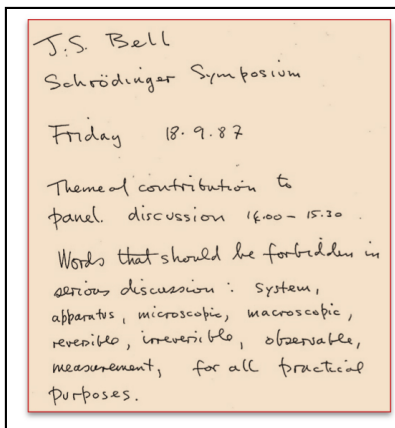 J.S. Bell
Schrödinger Symposium
Friday 18.9.87
Theme of contribution to
panel. discussion 14.00 – 15.30.
Words that should be forbidden in
serious discussion : system,
apparatus, microscopic, macroscopic,
reversible, irreversible, observable,
measurement, for all practical
purposes.